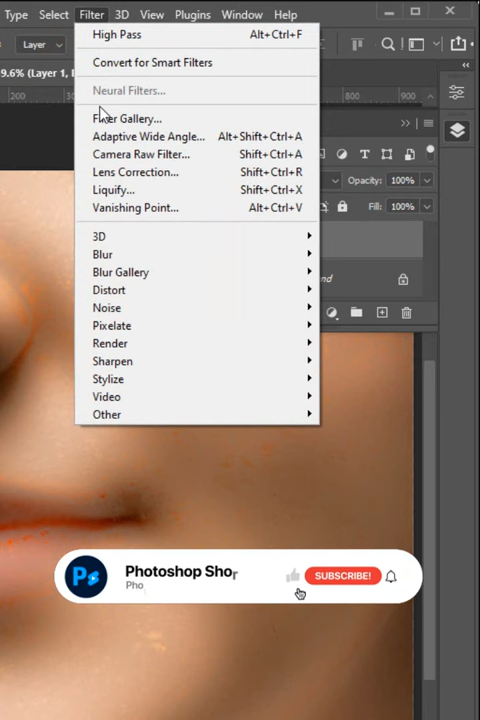 Type Select Filter 3D View Plugins Window Help
Layer
High Pass Alt+Ctrl+F
9.6% (Layer 1,
Convert for Smart Filters
Neural Filters...
200 800 900
Filter Gallery...
Adaptive Wide Angle... Alt+Shift+Ctrl+A
Camera Raw Filter... Shift+Ctrl+A
Lens Correction... Shift+Ctrl+R
Opacity: 100%
Liquify... Shift+Ctrl+X
Vanishing Point... Alt+Ctrl+V
Fill: 100%
3D
Blur
Blur Gallery
Distort
Noise
Pixelate
Render
Sharpen
Stylize
Video
Other
Ps
Photoshop Shor
Pho
SUBSCRIBE!